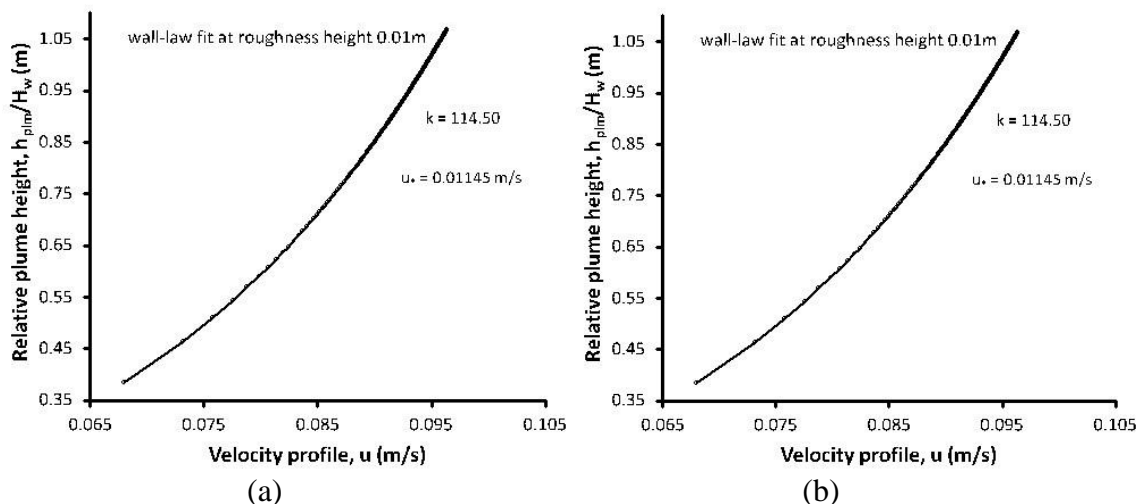 wall-law fit at roughness height 0.01m
k = 114.50
u* = 0.01145 m/s
Relative plume height, h_plm/H_w (m)
1.05
0.95
0.85
0.75
0.65
0.55
0.45
0.35
0.065
0.075
0.085
0.095
0.105
Velocity profile, u (m/s)
(a)
wall-law fit at roughness height 0.01m
k = 114.50
u* = 0.01145 m/s
Relative plume height, h_plm/H_w (m)
1.05
0.95
0.85
0.75
0.65
0.55
0.45
0.35
0.065
0.075
0.085
0.095
0.105
Velocity profile, u (m/s)
(b)